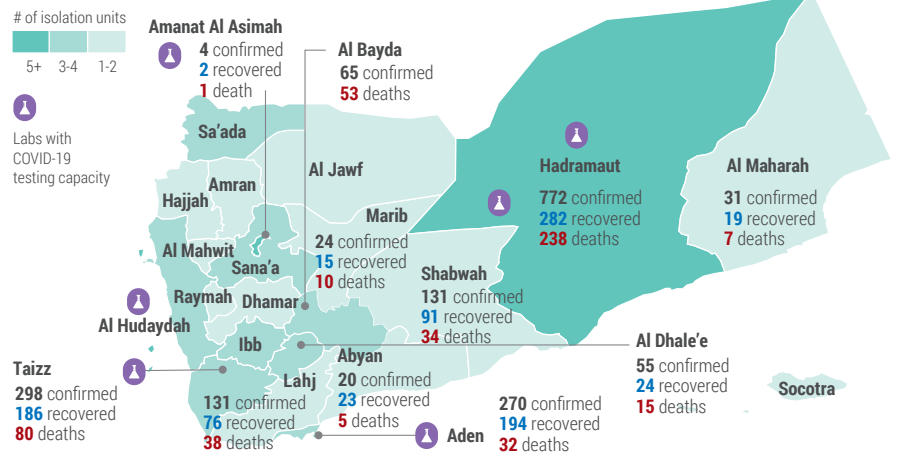 # of isolation units
5+ 3-4 1-2
Labs with
COVID-19
testing capacity
Amanat Al Asimah
4 confirmed
2 recovered
1 death
Al Bayda
65 confirmed
53 deaths
Sa'ada
Al Jawf
Amran
Hajjah
Marib
24 confirmed
15 recovered
10 deaths
Hadramaut
772 confirmed
282 recovered
238 deaths
Al Maharah
31 confirmed
19 recovered
7 deaths
Al Mahwit
Sana'a
Shabwah
131 confirmed
91 recovered
34 deaths
Raymah
Dhamar
Al Hudaydah
Ibb
Al Dhale'e
55 confirmed
24 recovered
15 deaths
Abyan
20 confirmed
23 recovered
5 deaths
Taizz
298 confirmed
186 recovered
80 deaths
Lahj
131 confirmed
76 recovered
38 deaths
Aden
270 confirmed
194 recovered
32 deaths
Socotra